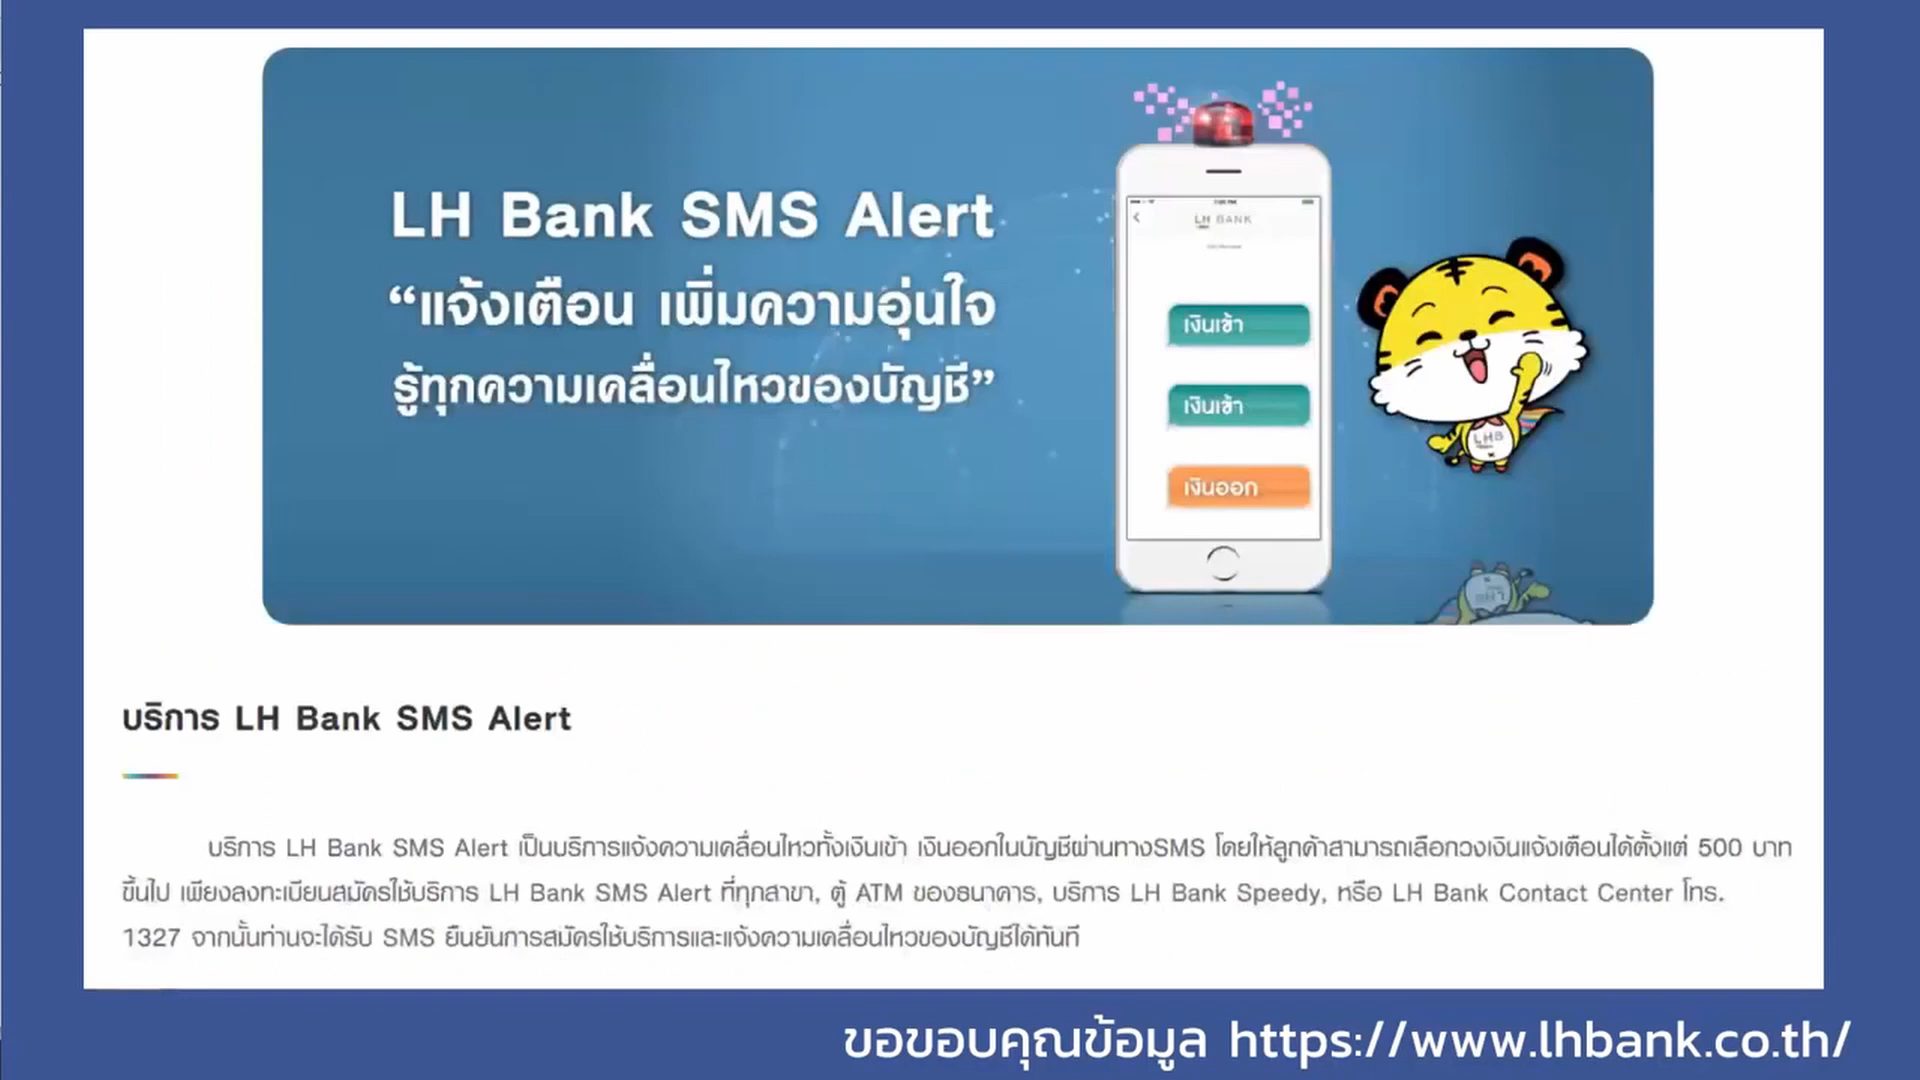 LH Bank SMS Alert
“แจ้งเตือน เพิ่มความอุ่นใจ
รู้ทุกความเคลื่อนไหวของบัญชี”
LH BANK
เงินเข้า
เงินเข้า
เงินออก
LHB
บริการ LH Bank SMS Alert
บริการ LH Bank SMS Alert เป็นบริการแจ้งความเคลื่อนไหวทั้งเงินเข้า เงินออกในบัญชีผ่านทางSMS โดยให้ลูกค้าสามารถเลือกวงเงินแจ้งเตือนได้ตั้งแต่ 500 บาท
ขึ้นไป เพียงลงทะเบียนสมัครใช้บริการ LH Bank SMS Alert ที่ทุกสาขา, ตู้ ATM ของธนาคาร, บริการ LH Bank Speedy, หรือ LH Bank Contact Center โทร.
1327 จากนั้นท่านจะได้รับ SMS ยืนยันการสมัครใช้บริการและแจ้งความเคลื่อนไหวของบัญชีได้ทันที
ขอขอบคุณข้อมูล https://www.lhbank.co.th/